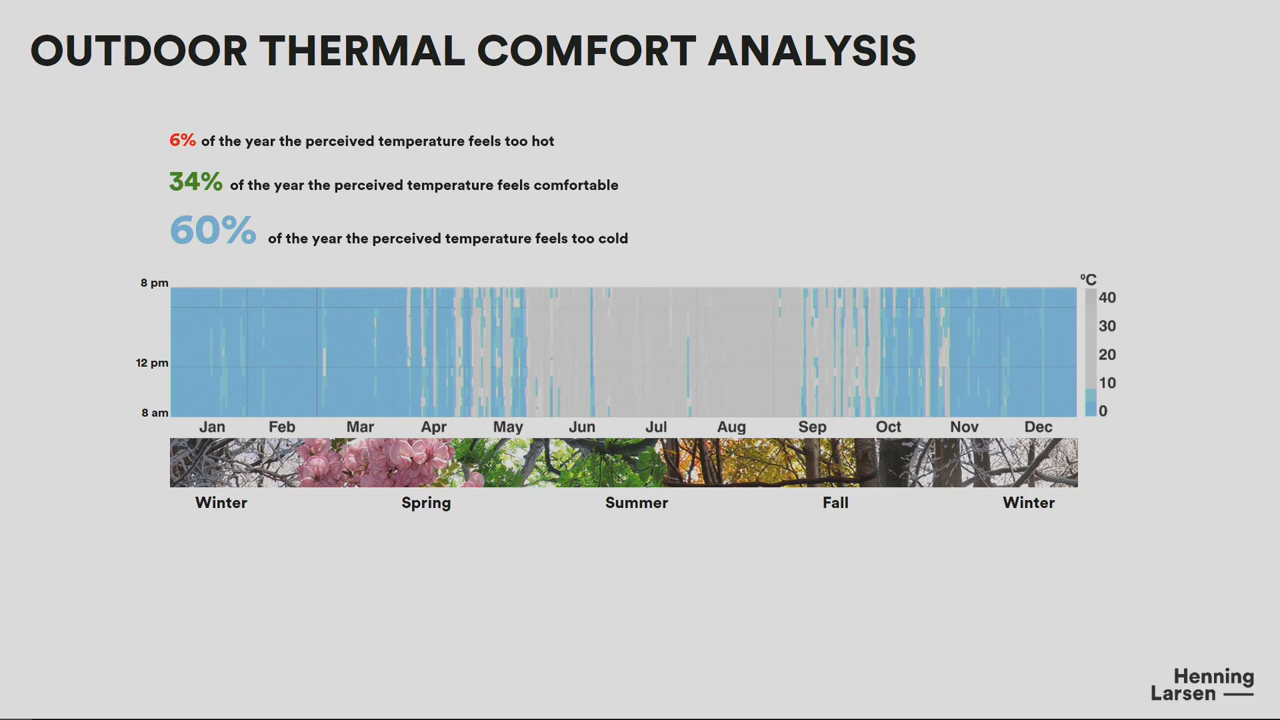 OUTDOOR THERMAL COMFORT ANALYSIS
6% of the year the perceived temperature feels too hot
34% of the year the perceived temperature feels comfortable
60% of the year the perceived temperature feels too cold
8 pm
12 pm
8 am
ºC
40
30
20
10
0
Jan Feb Mar Apr May Jun Jul Aug Sep Oct Nov Dec
Winter Spring Summer Fall Winter
Henning
Larsen